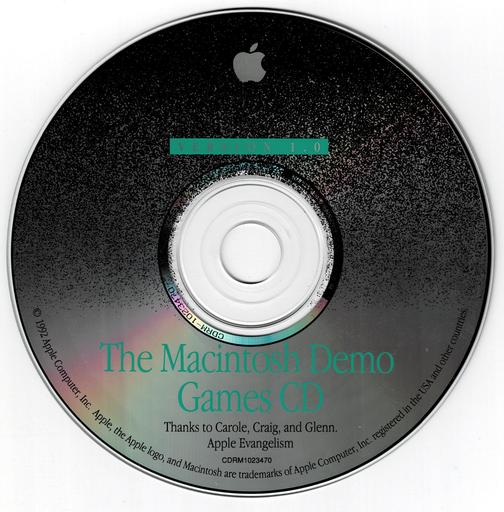 VERSION 1.0
The Macintosh Demo
Games CD
Thanks to Carole, Craig, and Glenn.
Apple Evangelism
CDRM1023470
© 1992 Apple Computer, Inc. Apple, the Apple logo, and Macintosh are trademarks of Apple Computer, Inc. registered in the USA and other countries.